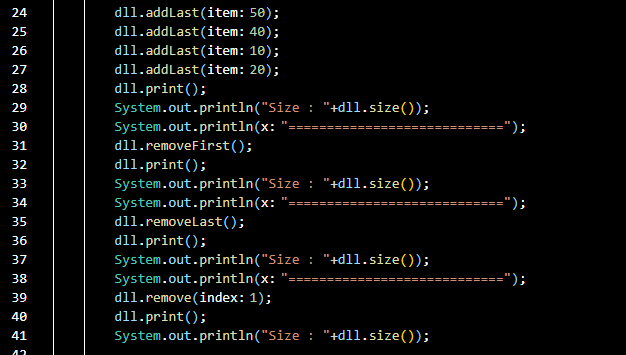 24 dll.addLast(item: 50);
25 dll.addLast(item: 40);
26 dll.addLast(item: 10);
27 dll.addLast(item: 20);
28 dll.print();
29 System.out.println("Size : "+dll.size());
30 System.out.println(x: "============================");
31 dll.removeFirst();
32 dll.print();
33 System.out.println("Size : "+dll.size());
34 System.out.println(x: "============================");
35 dll.removeLast();
36 dll.print();
37 System.out.println("Size : "+dll.size());
38 System.out.println(x: "============================");
39 dll.remove(index: 1);
40 dll.print();
41 System.out.println("Size : "+dll.size());